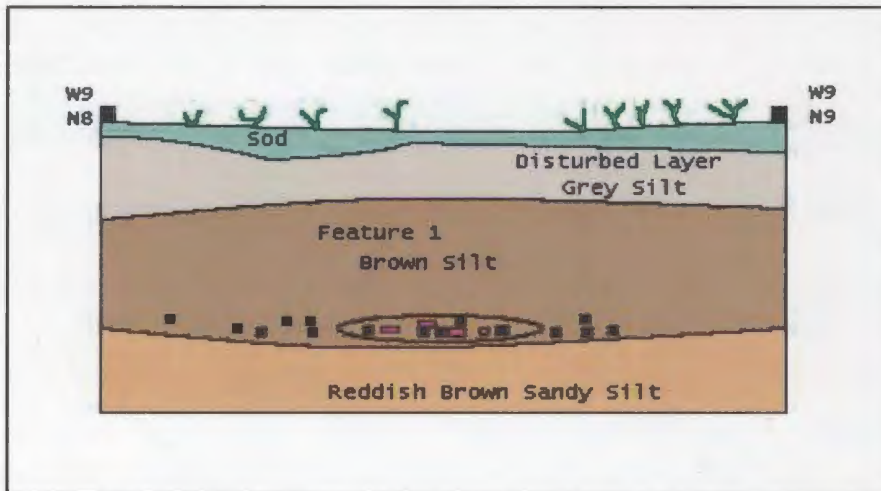 W9
N8
W9
N9
Sod
Disturbed Layer
Grey Silt
Feature 1
Brown Silt
Reddish Brown Sandy Silt